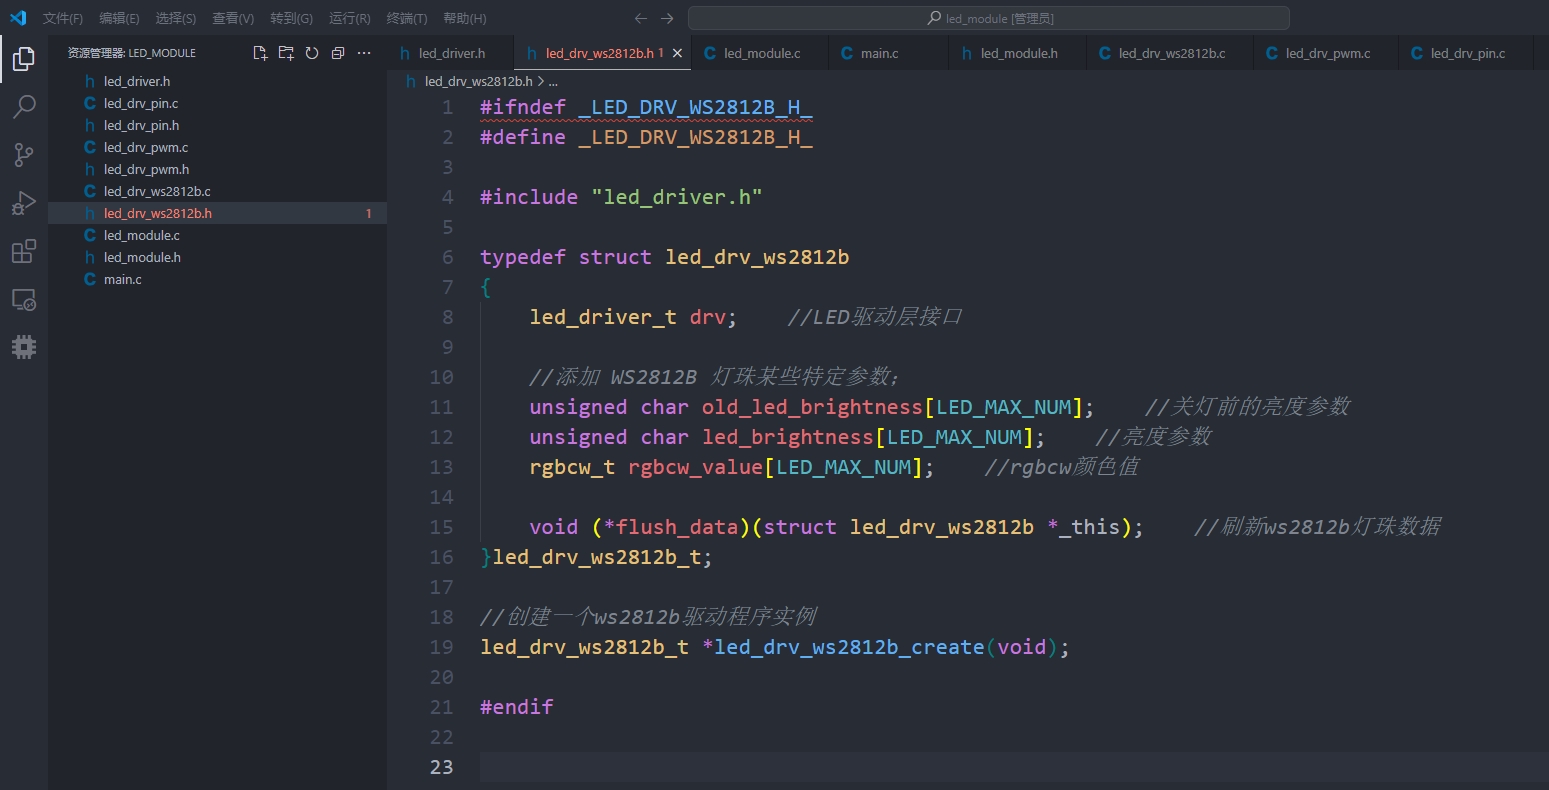 文件(F) 编辑(E) 选择(S) 查看(V) 转到(G) 运行(R) 终端(T) 帮助(H) led_module [管理员]
资源管理器: LED_MODULE
led_driver.h
led_drv_pin.c
led_drv_pin.h
led_drv_pwm.c
led_drv_pwm.h
led_drv_ws2812b.c
led_drv_ws2812b.h 1
led_module.c
led_module.h
main.c
led_driver.h led_drv_ws2812b.h 1 led_module.c main.c led_module.h led_drv_ws2812b.c led_drv_pwm.c led_drv_pin.c
led_drv_ws2812b.h > ...
1 #ifndef _LED_DRV_WS2812B_H_
2 #define _LED_DRV_WS2812B_H_
3
4 #include "led_driver.h"
5
6 typedef struct led_drv_ws2812b
7 {
8 led_driver_t drv; //LED驱动层接口
9
10 //添加 WS2812B 灯珠某些特定参数;
11 unsigned char old_led_brightness[LED_MAX_NUM]; //关灯前的亮度参数
12 unsigned char led_brightness[LED_MAX_NUM]; //亮度参数
13 rgbcw_t rgbcw_value[LED_MAX_NUM]; //rgbcw颜色值
14
15 void (*flush_data)(struct led_drv_ws2812b *_this); //刷新ws2812b灯珠数据
16 }led_drv_ws2812b_t;
17
18 //创建一个ws2812b驱动程序实例
19 led_drv_ws2812b_t *led_drv_ws2812b_create(void);
20
21 #endif
22
23